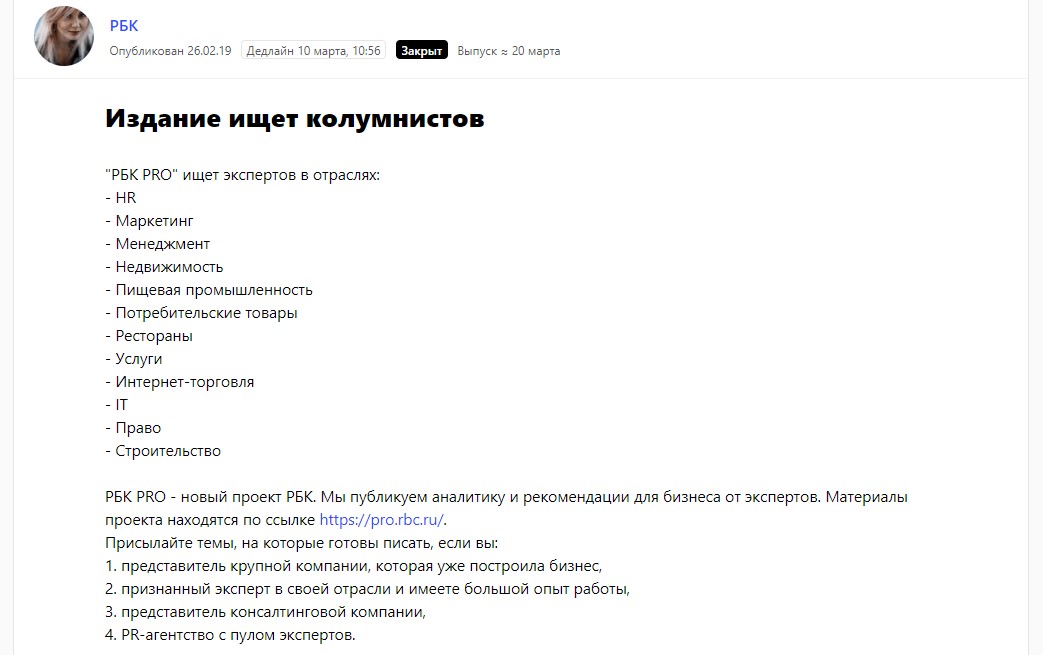 РБК
Опубликован 26.02.19 Дедлайн 10 марта, 10:56 Закрыт Выпуск ≈ 20 марта
Издание ищет колумнистов
"РБК PRO" ищет экспертов в отраслях:
- HR
- Маркетинг
- Менеджмент
- Недвижимость
- Пищевая промышленность
- Потребительские товары
- Рестораны
- Услуги
- Интернет-торговля
- IT
- Право
- Строительство
РБК PRO - новый проект РБК. Мы публикуем аналитику и рекомендации для бизнеса от экспертов. Материалы
проекта находятся по ссылке https://pro.rbc.ru/.
Присылайте темы, на которые готовы писать, если вы:
1. представитель крупной компании, которая уже построила бизнес,
2. признанный эксперт в своей отрасли и имеете большой опыт работы,
3. представитель консалтинговой компании,
4. PR-агентство с пулом экспертов.